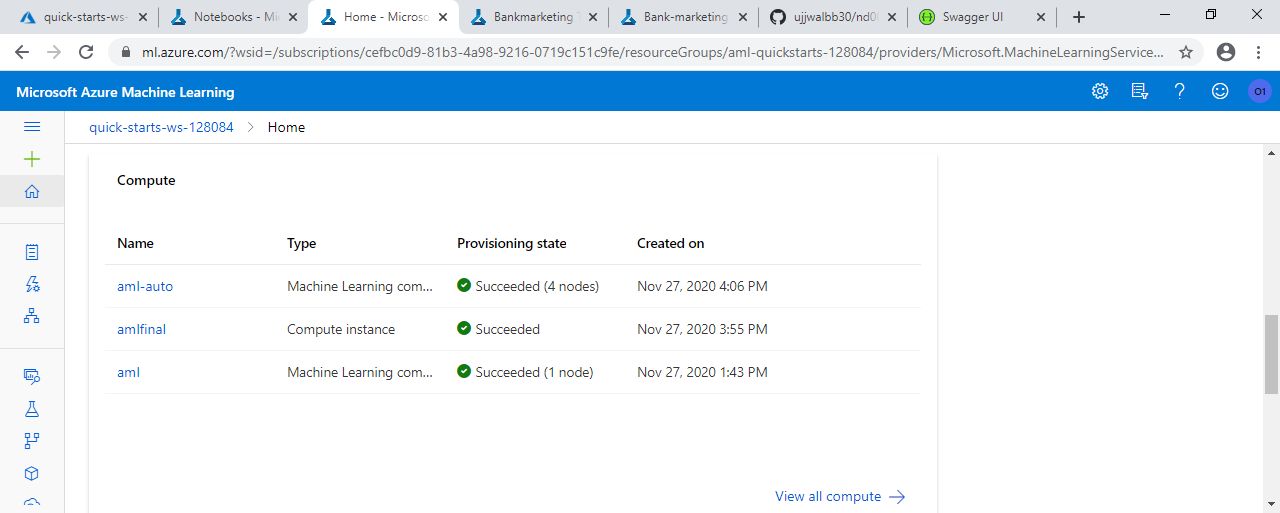 quick-starts-ws-
Notebooks - Mi
Home - Microso
Bankmarketing
Bank-marketing
ujjwalbb30/nd0
Swagger UI
ml.azure.com/?wsid=/subscriptions/cefbc0d9-81b3-4a98-9216-0719c151c9fe/resourceGroups/aml-quickstarts-128084/providers/Microsoft.MachineLearningService...
Microsoft Azure Machine Learning
O1
quick-starts-ws-128084 > Home
Compute
Name Type Provisioning state Created on
aml-auto Machine Learning com... Succeeded (4 nodes) Nov 27, 2020 4:06 PM
amlfinal Compute instance Succeeded Nov 27, 2020 3:55 PM
aml Machine Learning com... Succeeded (1 node) Nov 27, 2020 1:43 PM
View all compute